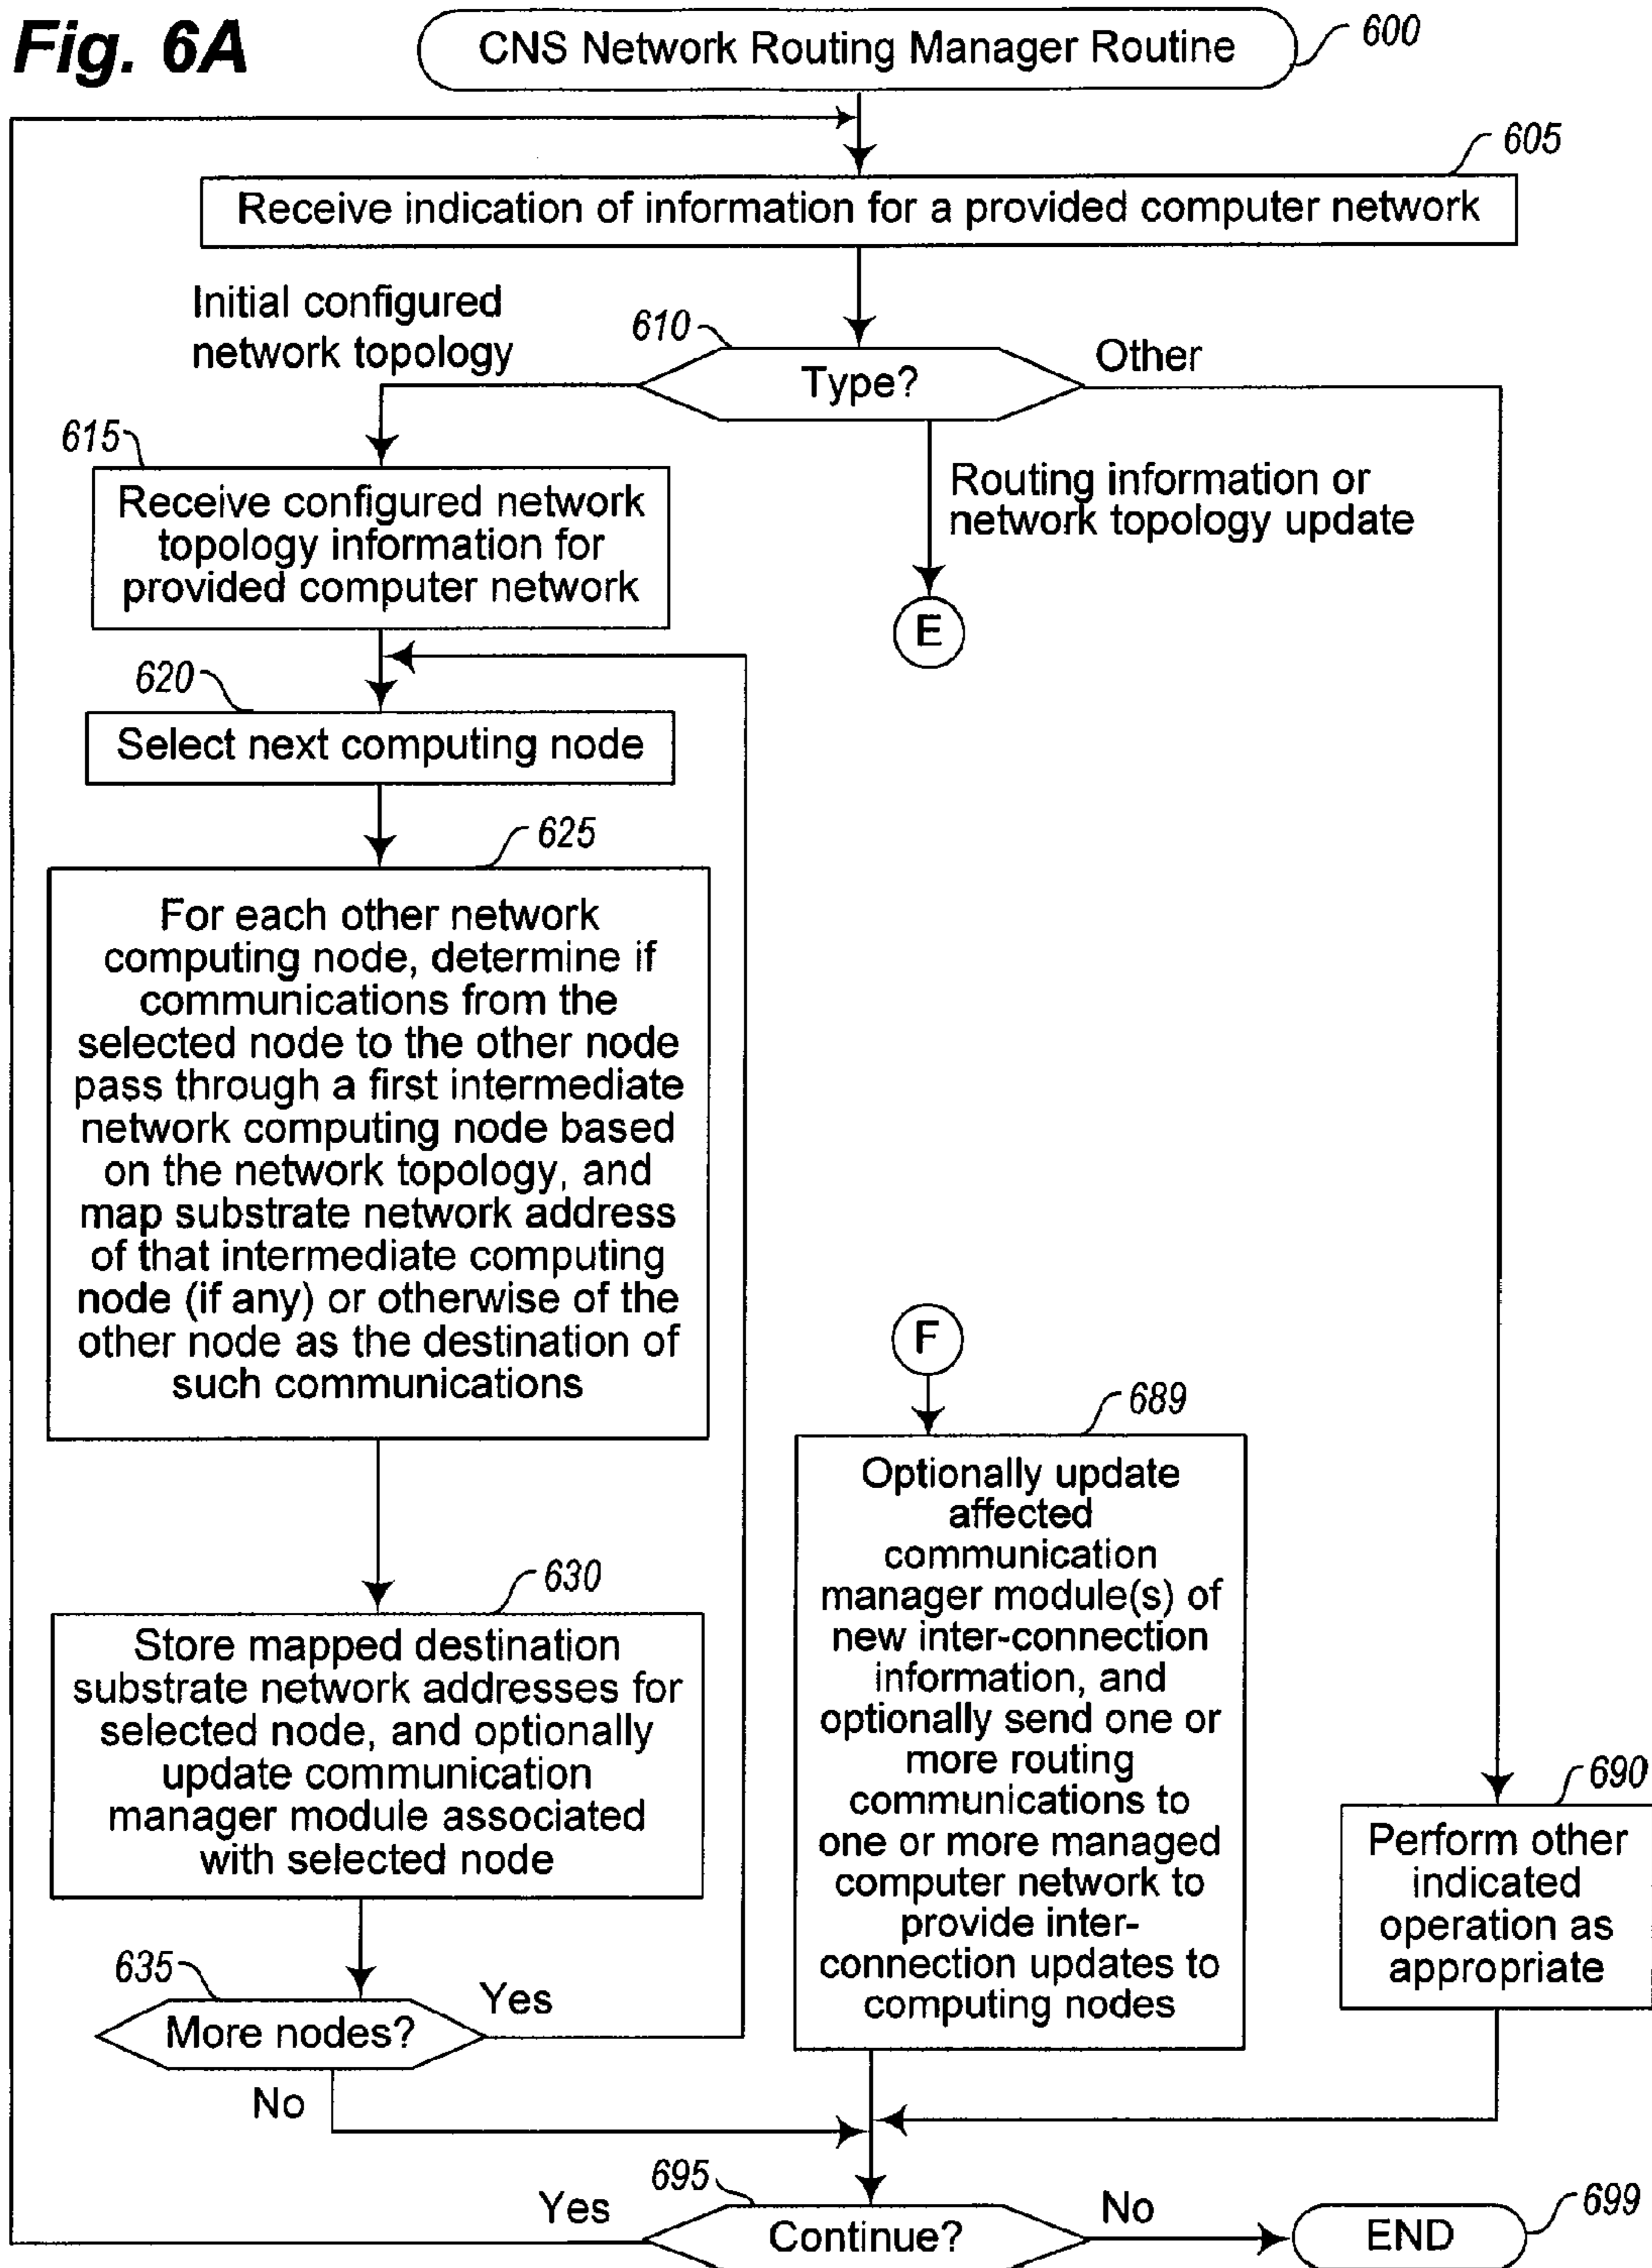 Fig. 6A
CNS Network Routing Manager Routine
600
605
Receive indication of information for a provided computer network
Initial configured
network topology
610
Type?
Other
615
Receive configured network
topology information for
provided computer network
Routing information or
network topology update
E
620
Select next computing node
625
For each other network
computing node, determine if
communications from the
selected node to the other node
pass through a first intermediate
network computing node based
on the network topology, and
map substrate network address
of that intermediate computing
node (if any) or otherwise of the
other node as the destination of
such communications
F
689
Optionally update
affected
communication
manager module(s) of
new inter-connection
information, and
optionally send one or
more routing
communications to
one or more managed
computer network to
provide inter-
connection updates to
computing nodes
630
Store mapped destination
substrate network addresses for
selected node, and optionally
update communication
manager module associated
with selected node
690
Perform other
indicated
operation as
appropriate
635
More nodes?
Yes
No
695
Yes
Continue?
No
END
699